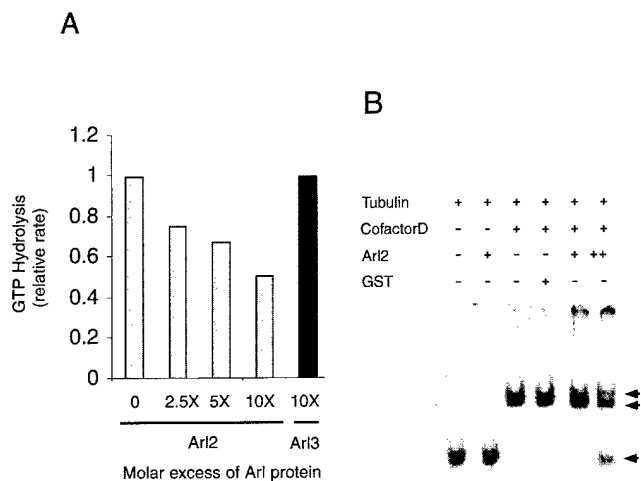 A
GTP Hydrolysis
(relative rate)
1.2
1
0.8
0.6
0.4
0.2
0
0 2.5X 5X 10X 10X
Arl2 Arl3
Molar excess of Arl protein
B
Tubulin + + + + + +
CofactorD - - + + + +
Arl2 - + - - + ++
GST - - - + - -